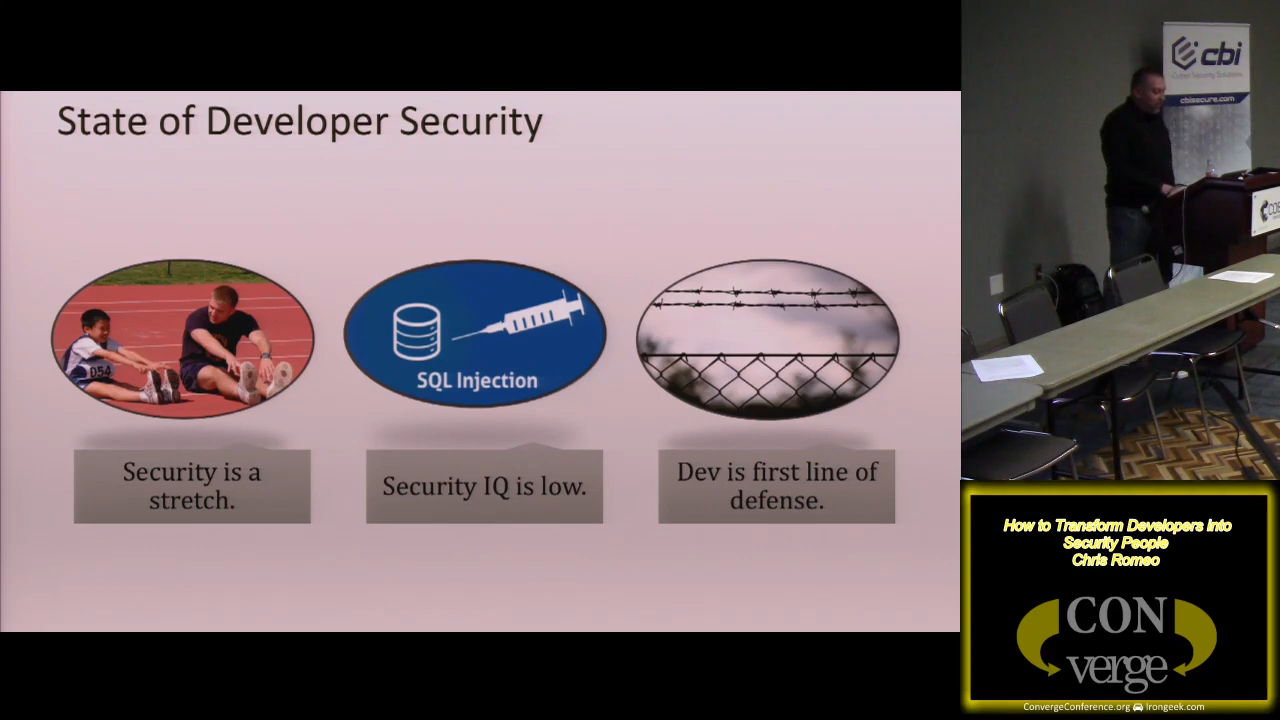 State of Developer Security
D54
SQL Injection
Security is a
stretch.
Security IQ is low.
Dev is first line of
defense.
cbi
Cyber Security Solutions
cbisecure.com
How to Transform Developers into
Security People
Chris Romeo
CON
verge
ConvergeConference.org Irongeek.com